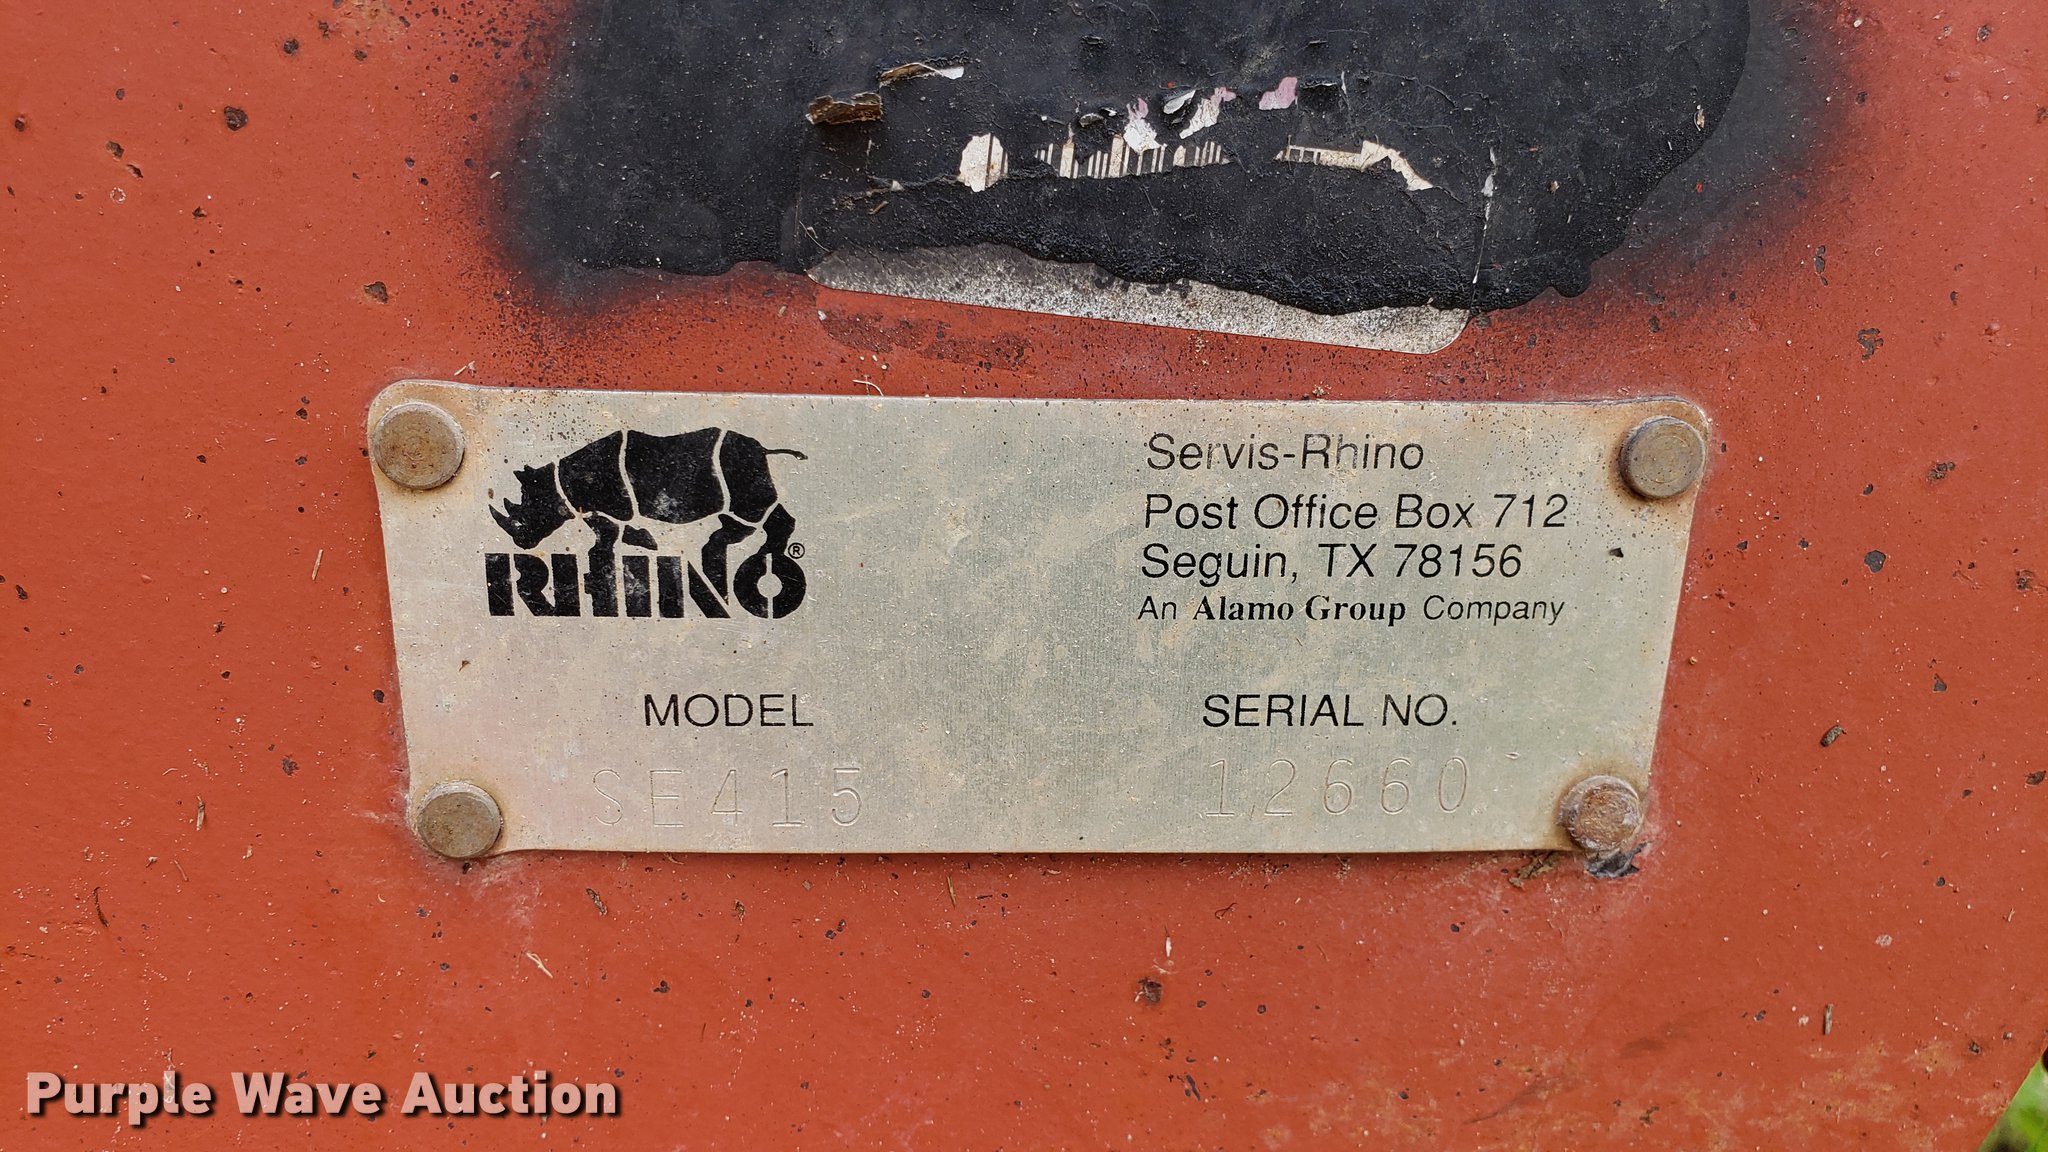 RHINO®
Servis-Rhino
Post Office Box 712
Seguin, TX 78156
An Alamo Group Company
MODEL
SERIAL NO.
SE415
12660
Purple Wave Auction